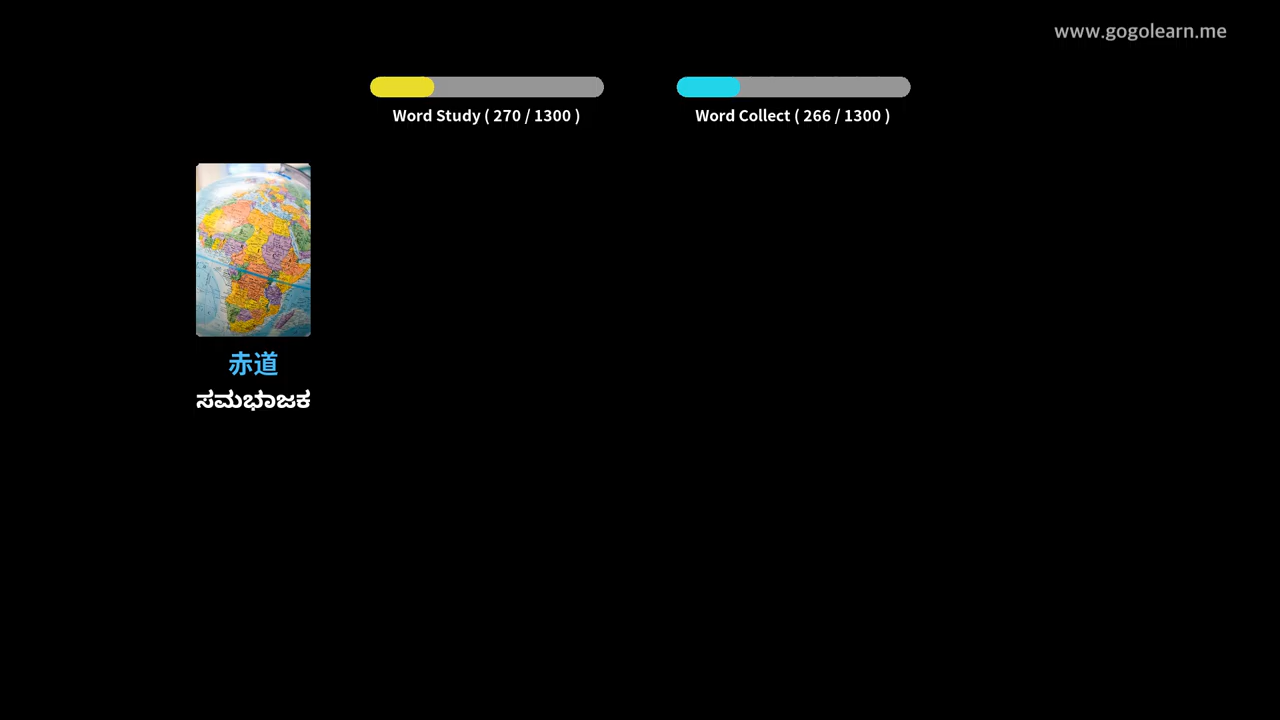 www.gogolearn.me
Word Study ( 270 / 1300 )
Word Collect ( 266 / 1300 )
赤道
ಸಮಭಾಜಕ